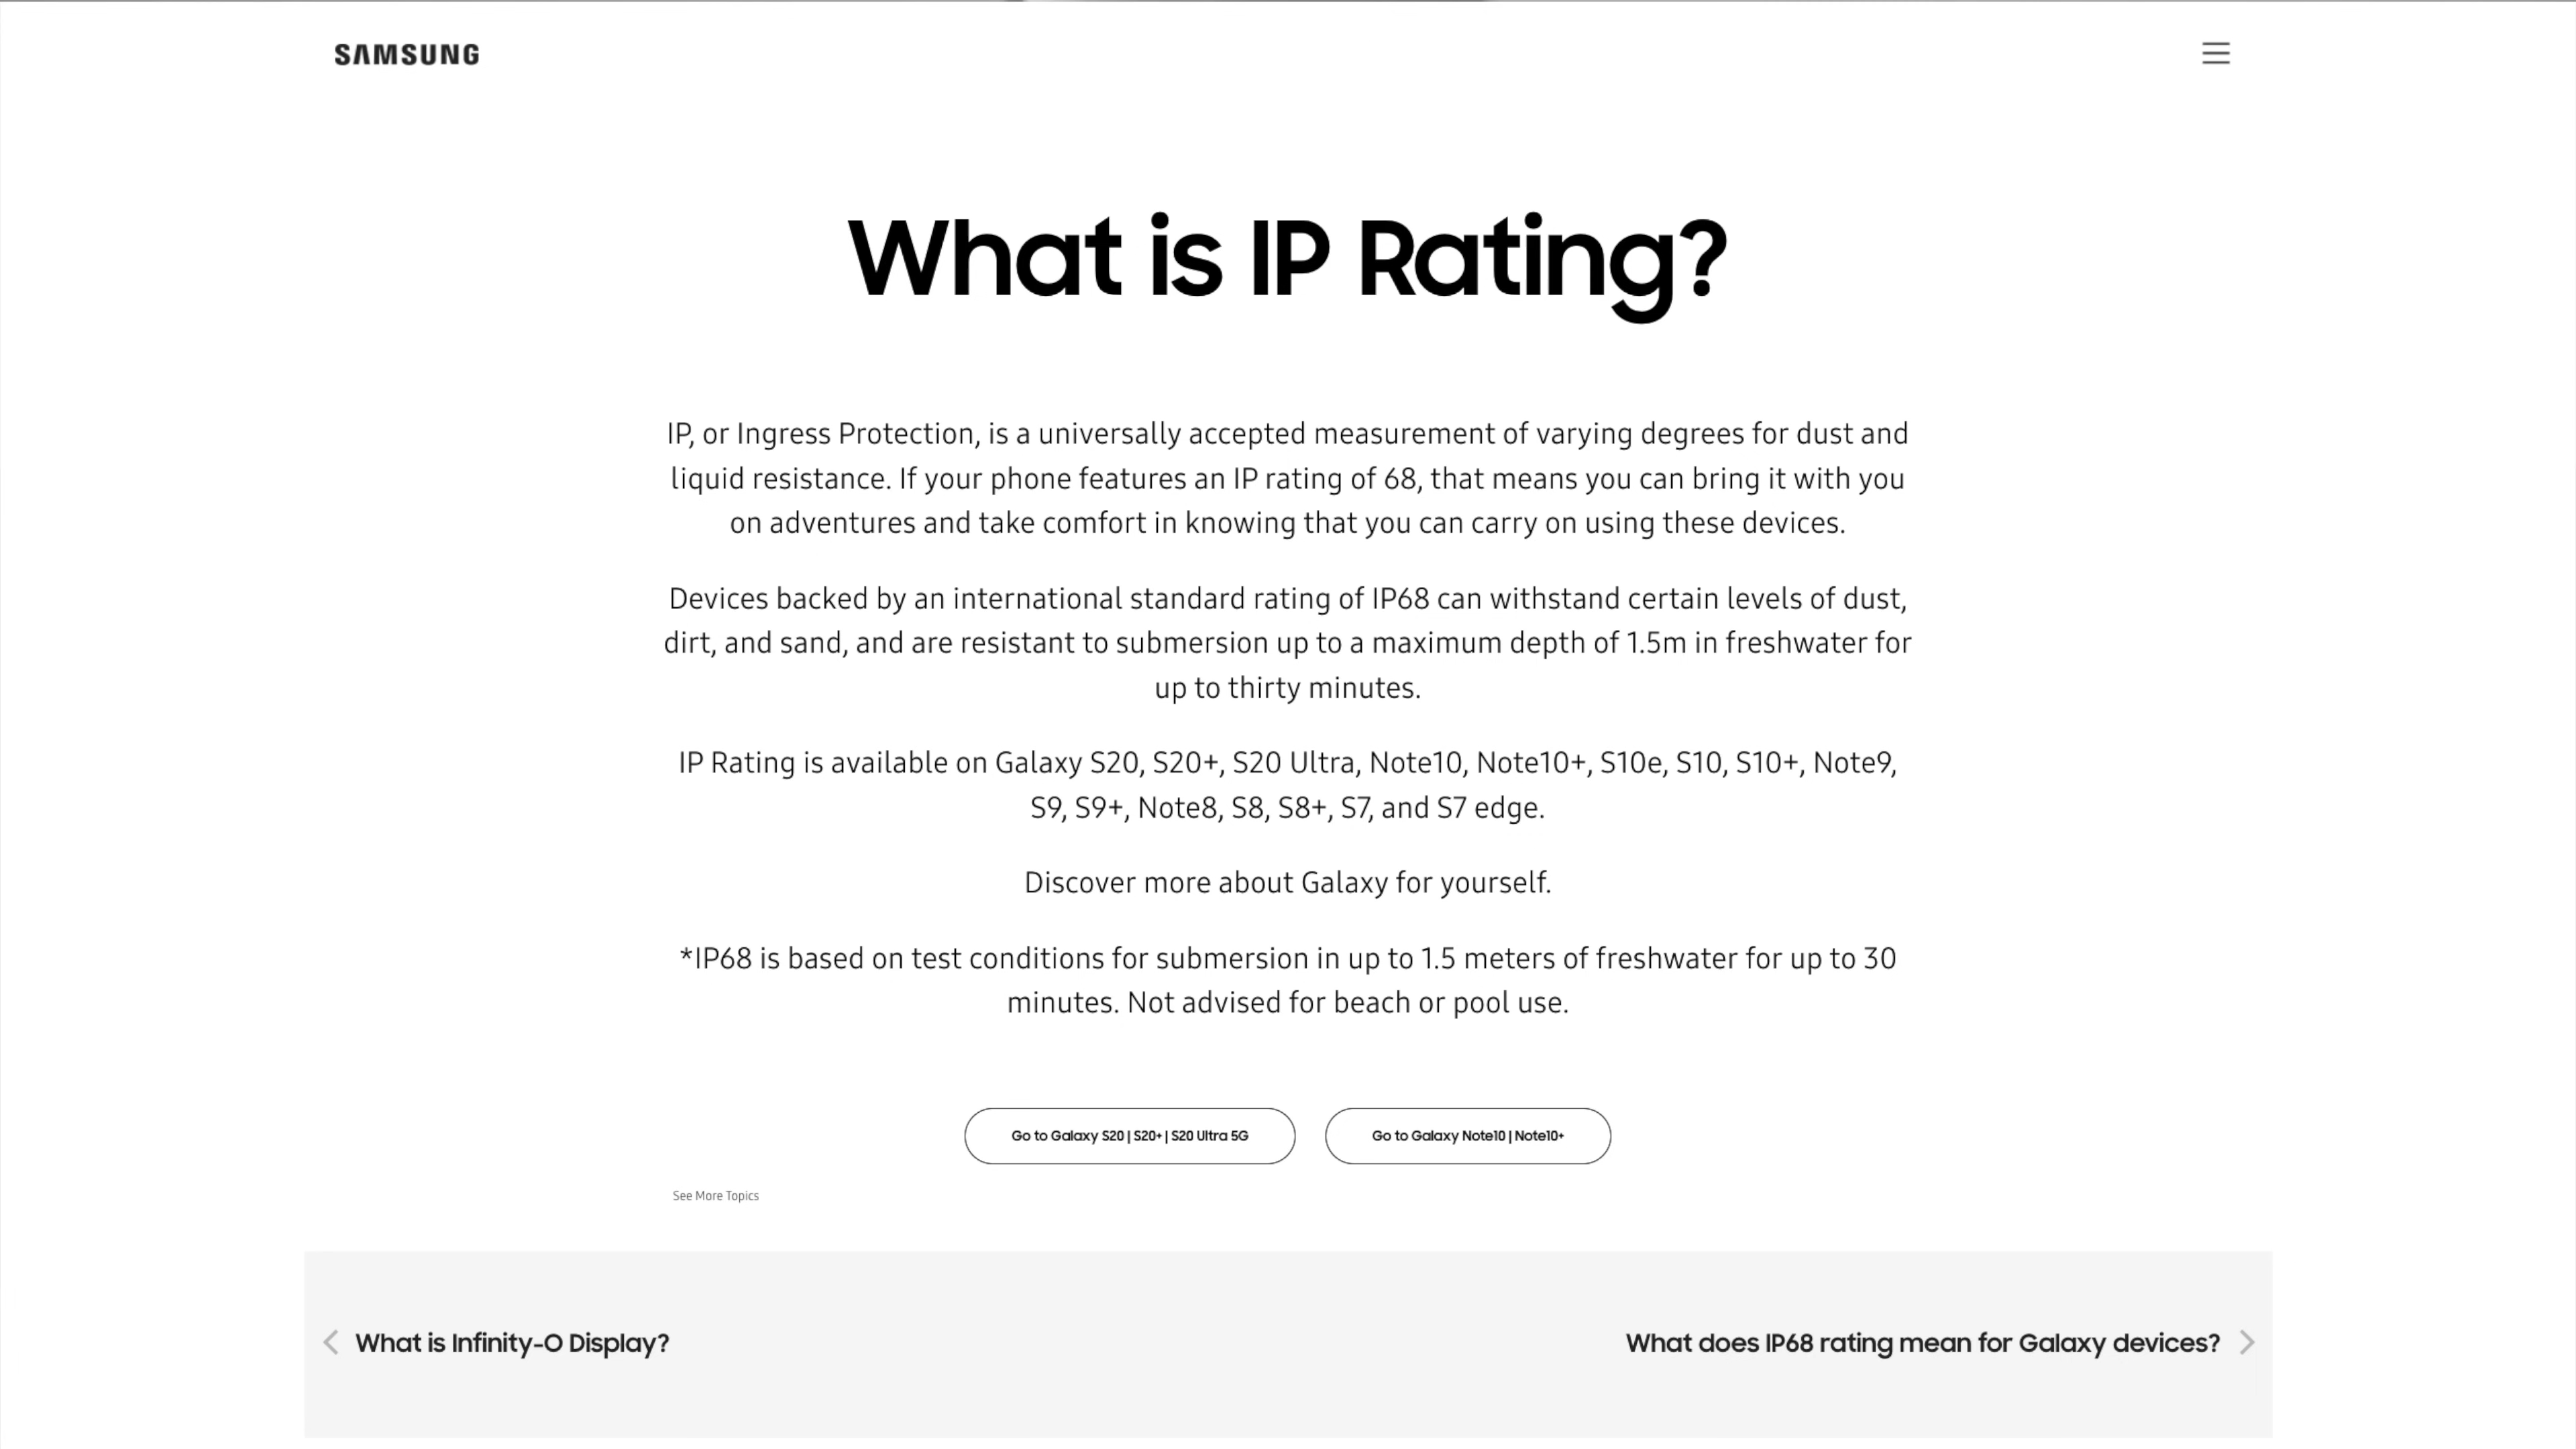 SAMSUNG
What is IP Rating?
IP, or Ingress Protection, is a universally accepted measurement of varying degrees for dust and
liquid resistance. If your phone features an IP rating of 68, that means you can bring it with you
on adventures and take comfort in knowing that you can carry on using these devices.
Devices backed by an international standard rating of IP68 can withstand certain levels of dust,
dirt, and sand, and are resistant to submersion up to a maximum depth of 1.5m in freshwater for
up to thirty minutes.
IP Rating is available on Galaxy S20, S20+, S20 Ultra, Note10, Note10+, S10e, S10, S10+, Note9,
S9, S9+, Note8, S8, S8+, S7, and S7 edge.
Discover more about Galaxy for yourself.
*IP68 is based on test conditions for submersion in up to 1.5 meters of freshwater for up to 30
minutes. Not advised for beach or pool use.
Go to Galaxy S20 | S20+ | S20 Ultra 5G
Go to Galaxy Note10 | Note10+
See More Topics
What is Infinity-O Display?
What does IP68 rating mean for Galaxy devices?